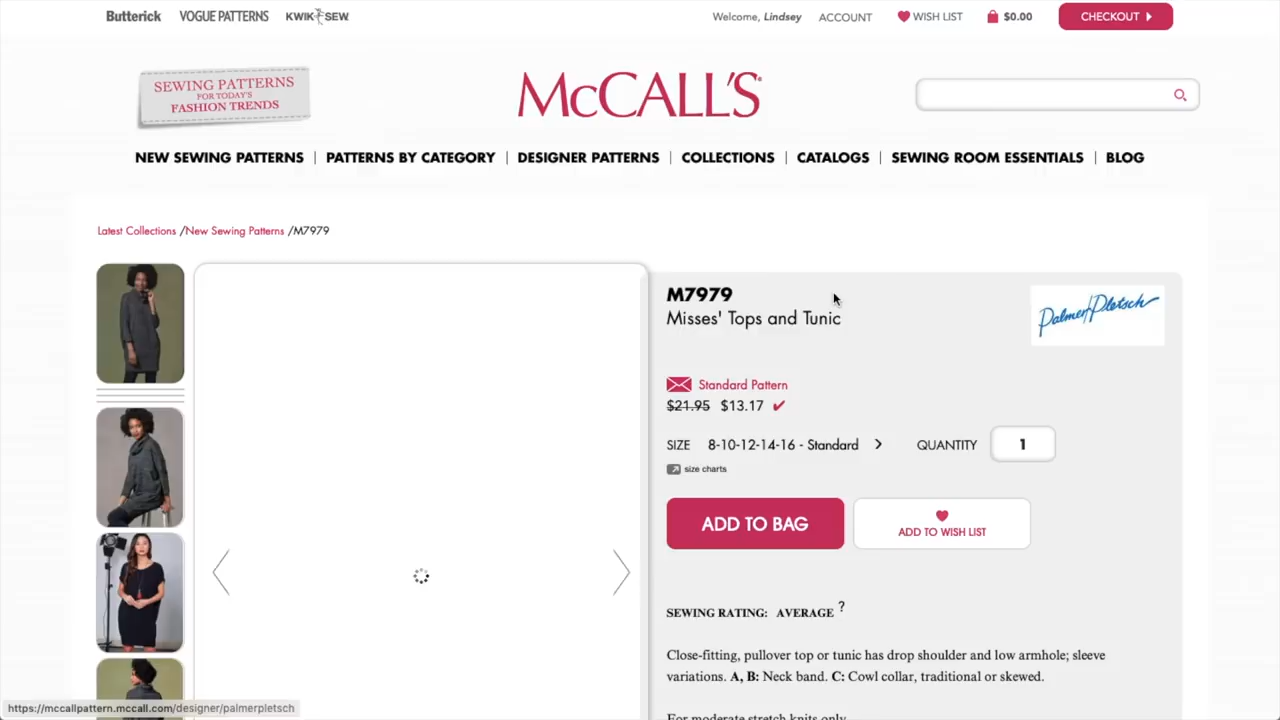 Butterick VOGUE PATTERNS KWIK SEW Welcome, Lindsey ACCOUNT WISH LIST $0.00 CHECKOUT
SEWING PATTERNS
FOR TODAY'S
FASHION TRENDS
McCALL'S
NEW SEWING PATTERNS | PATTERNS BY CATEGORY | DESIGNER PATTERNS | COLLECTIONS | CATALOGS | SEWING ROOM ESSENTIALS | BLOG
Latest Collections /New Sewing Patterns /M7979
M7979
Misses' Tops and Tunic
Palmer/Pletsch
Standard Pattern
$21.95 $13.17
SIZE 8-10-12-14-16 - Standard QUANTITY 1
size charts
ADD TO BAG
ADD TO WISH LIST
SEWING RATING: AVERAGE ?
Close-fitting, pullover top or tunic has drop shoulder and low armhole; sleeve
variations. A, B: Neck band. C: Cowl collar, traditional or skewed.
For moderate stretch knits only.
https://mccallpattern.mccall.com/designer/palmerpletsch